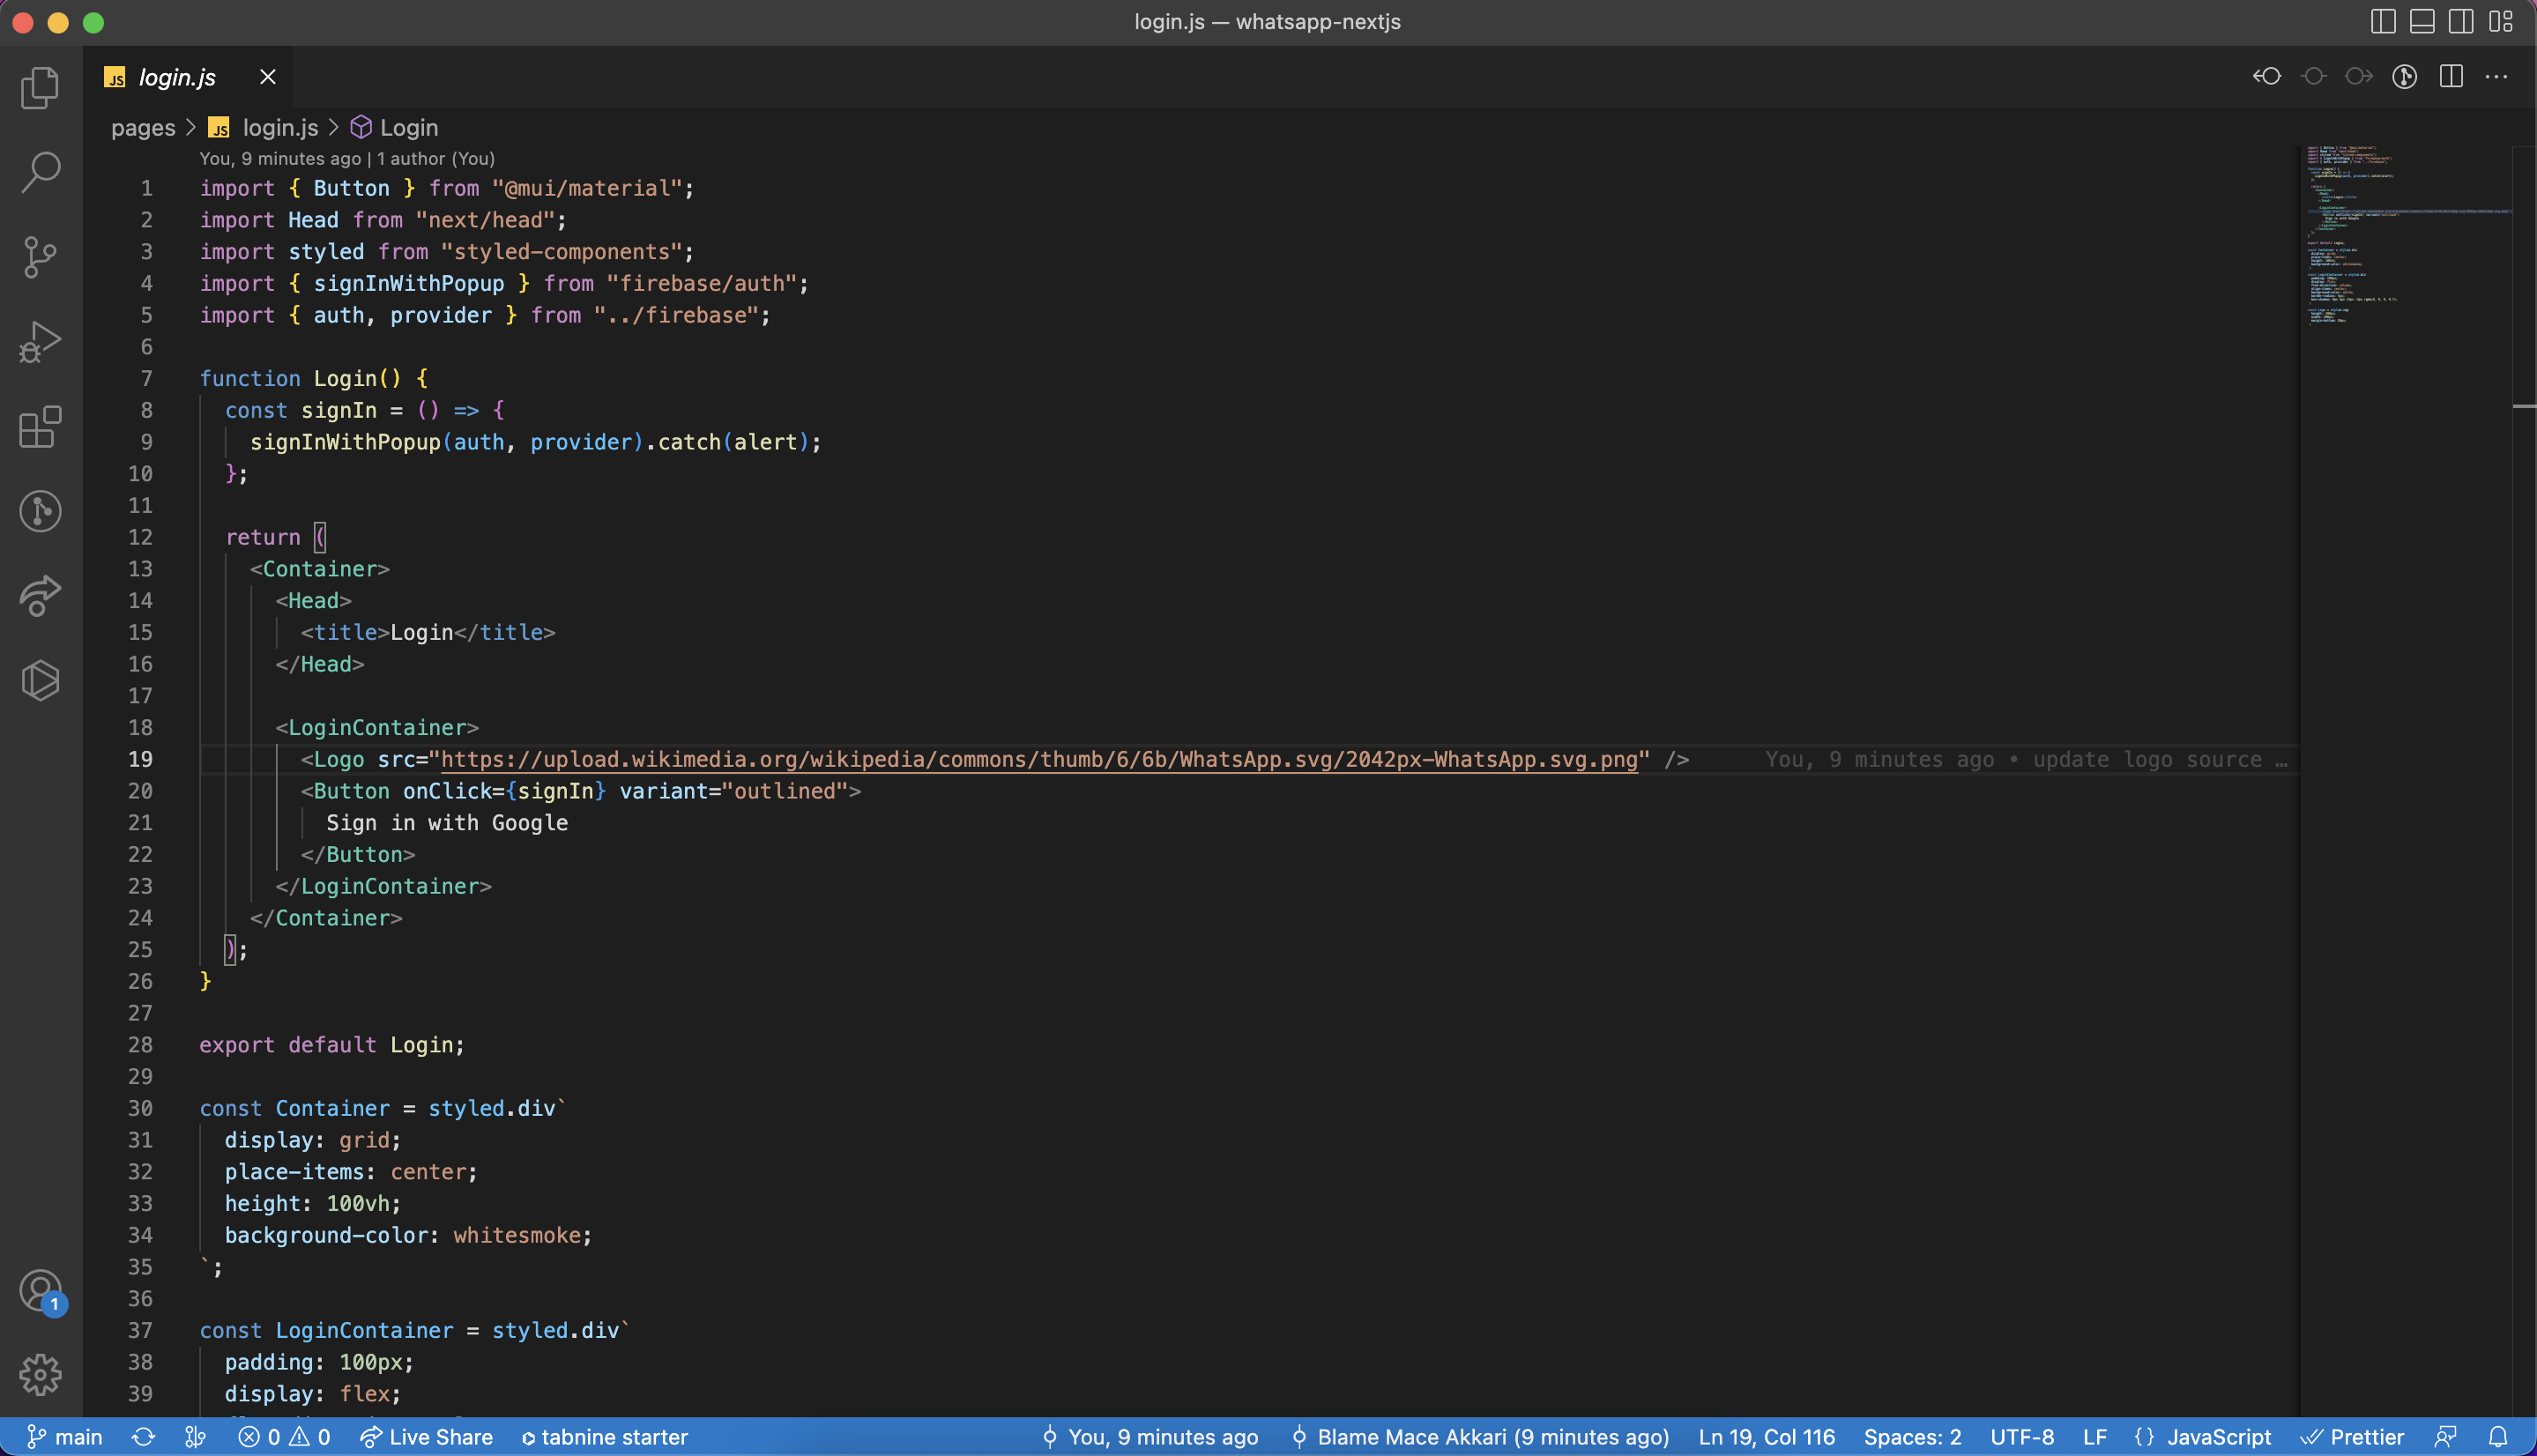 login.js — whatsapp-nextjs
JS login.js
pages > JS login.js > Login
You, 9 minutes ago | 1 author (You)
1 import { Button } from "@mui/material";
2 import Head from "next/head";
3 import styled from "styled-components";
4 import { signInWithPopup } from "firebase/auth";
5 import { auth, provider } from "../firebase";
6
7 function Login() {
8 const signIn = () => {
9 signInWithPopup(auth, provider).catch(alert);
10 };
11
12 return (
13 <Container>
14 <Head>
15 <title>Login</title>
16 </Head>
17
18 <LoginContainer>
19 <Logo src="https://upload.wikimedia.org/wikipedia/commons/thumb/6/6b/WhatsApp.svg/2042px-WhatsApp.svg.png" /> You, 9 minutes ago • update logo source …
20 <Button onClick={signIn} variant="outlined">
21 Sign in with Google
22 </Button>
23 </LoginContainer>
24 </Container>
25 );
26 }
27
28 export default Login;
29
30 const Container = styled.div`
31 display: grid;
32 place-items: center;
33 height: 100vh;
34 background-color: whitesmoke;
35 `;
36
37 const LoginContainer = styled.div`
38 padding: 100px;
39 display: flex;
1
main 0 0 Live Share tabnine starter You, 9 minutes ago Blame Mace Akkari (9 minutes ago) Ln 19, Col 116 Spaces: 2 UTF-8 LF {} JavaScript Prettier